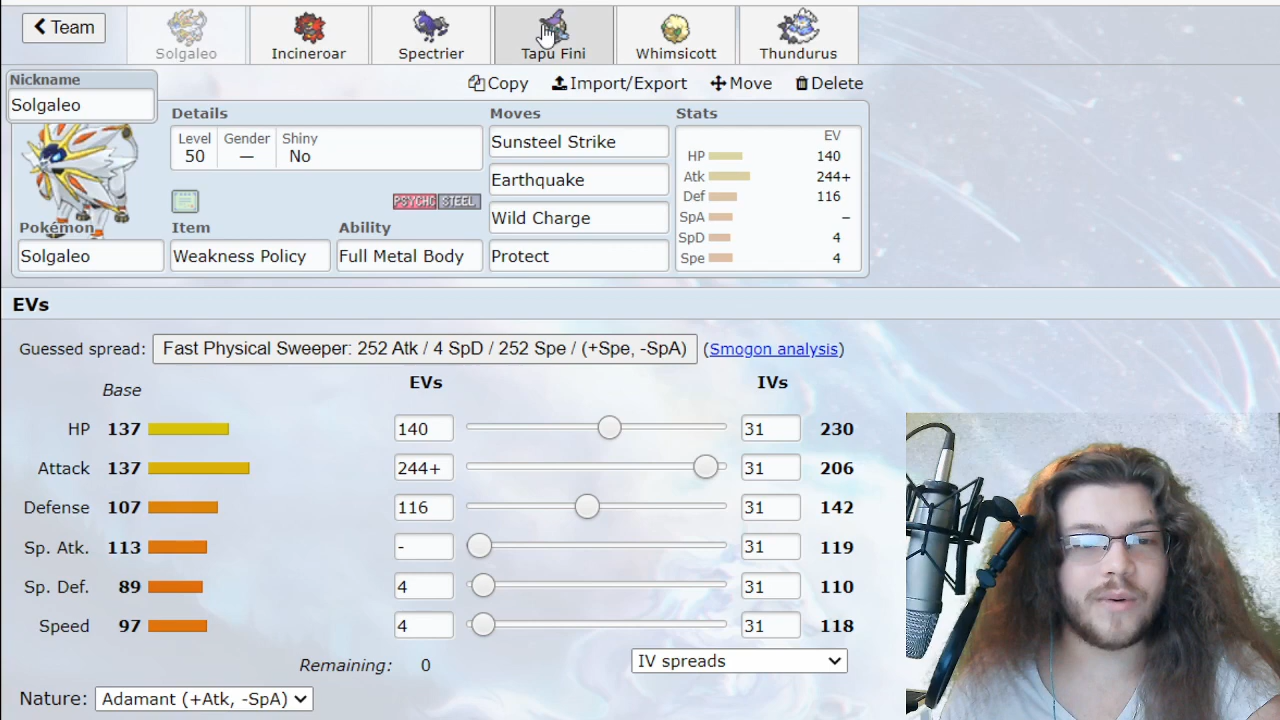 Team
Solgaleo
Incineroar
Spectrier
Tapu Fini
Whimsicott
Thundurus
Nickname
Solgaleo
Copy
Import/Export
Move
Delete
Details
Moves
Stats
Level
Gender
Shiny
50
—
No
Sunsteel Strike
Earthquake
Wild Charge
Protect
EV
HP 140
Atk 244+
Def 116
SpA –
SpD 4
Spe 4
PSYCHC STEEL
Pokémon
Item
Ability
Solgaleo
Weakness Policy
Full Metal Body
EVs
Guessed spread: Fast Physical Sweeper: 252 Atk / 4 SpD / 252 Spe / (+Spe, -SpA) (Smogon analysis)
Base EVs IVs
HP 137 140 31 230
Attack 137 244+ 31 206
Defense 107 116 31 142
Sp. Atk. 113 - 31 119
Sp. Def. 89 4 31 110
Speed 97 4 31 118
Remaining: 0
IV spreads
Nature: Adamant (+Atk, -SpA)